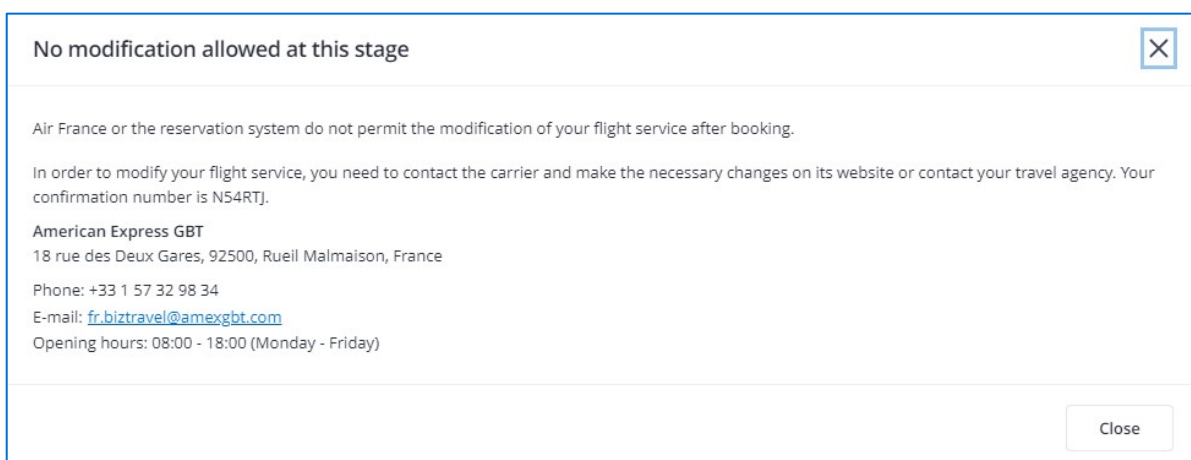 No modification allowed at this stage
Air France or the reservation system do not permit the modification of your flight service after booking.
In order to modify your flight service, you need to contact the carrier and make the necessary changes on its website or contact your travel agency. Your
confirmation number is N54RTJ.
American Express GBT
18 rue des Deux Gares, 92500, Rueil Malmaison, France
Phone: +33 1 57 32 98 34
E-mail: fr.biztravel@amexgbt.com
Opening hours: 08:00 - 18:00 (Monday - Friday)
Close